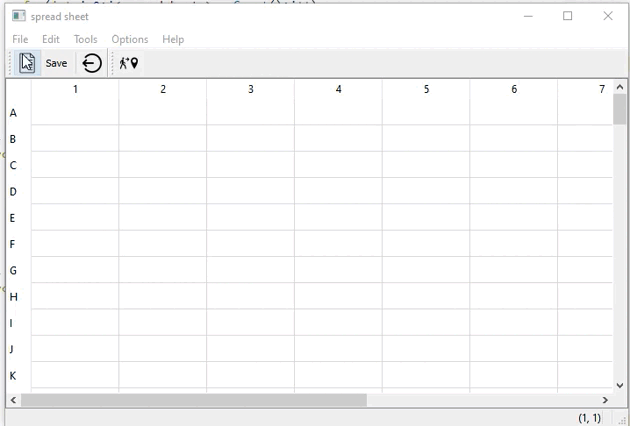 spread sheet
File Edit Tools Options Help
Save
1 2 3 4 5 6 7
A
B
C
D
E
F
G
H
I
J
K
(1, 1)